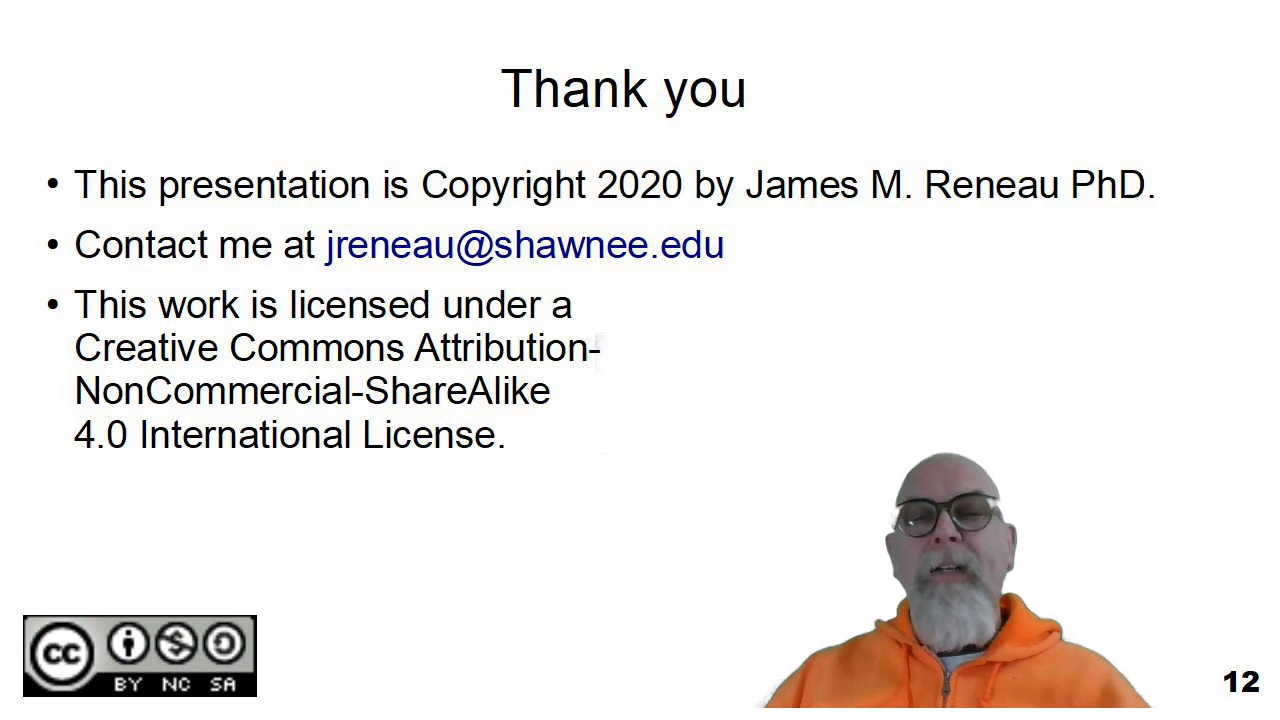 Thank you
• This presentation is Copyright 2020 by James M. Reneau PhD.
• Contact me at jreneau@shawnee.edu
• This work is licensed under a
Creative Commons Attribution-
NonCommercial-ShareAlike
4.0 International License.
cc
BY NC SA
12